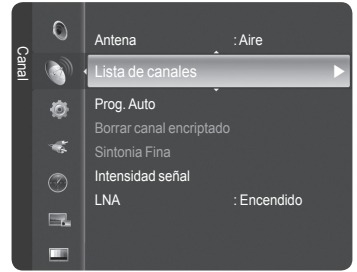 Canal
Antena : Aire
Lista de canales
Prog. Auto
Borrar canal encriptado
Sintonia Fina
Intensidad señal
LNA : Encendido